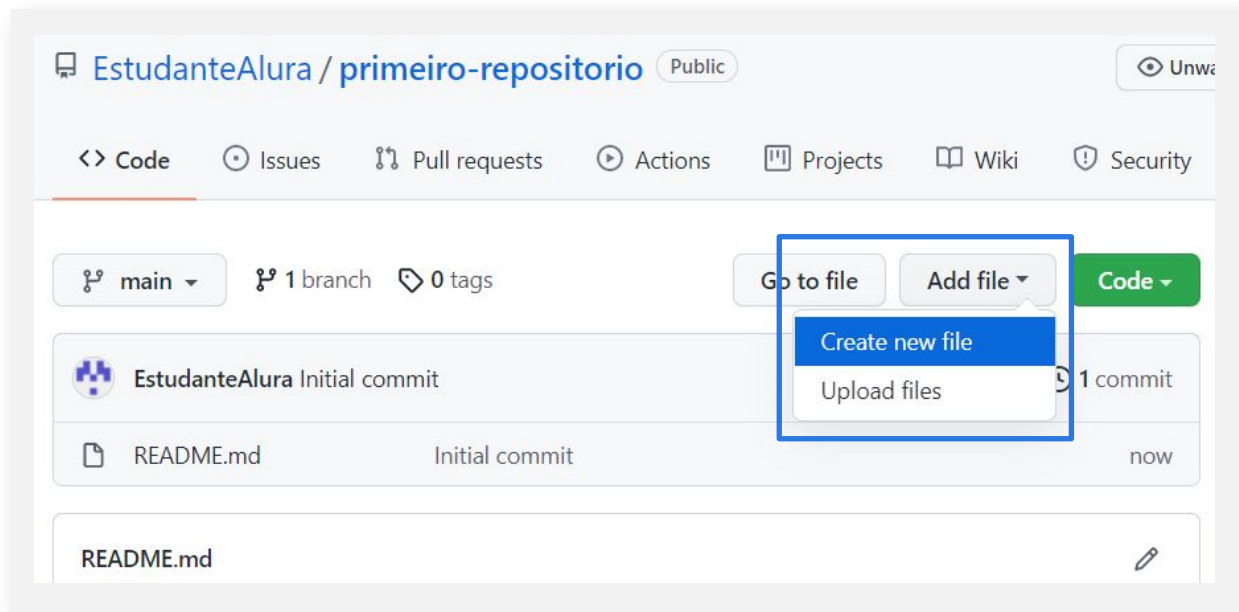 EstudanteAlura / primeiro-repositorio Public Unwa
Code Issues Pull requests Actions Projects Wiki Security
main 1 branch 0 tags Go to file Add file Code
Create new file
EstudanteAlura Initial commit 1 commit
Upload files
README.md Initial commit now
README.md